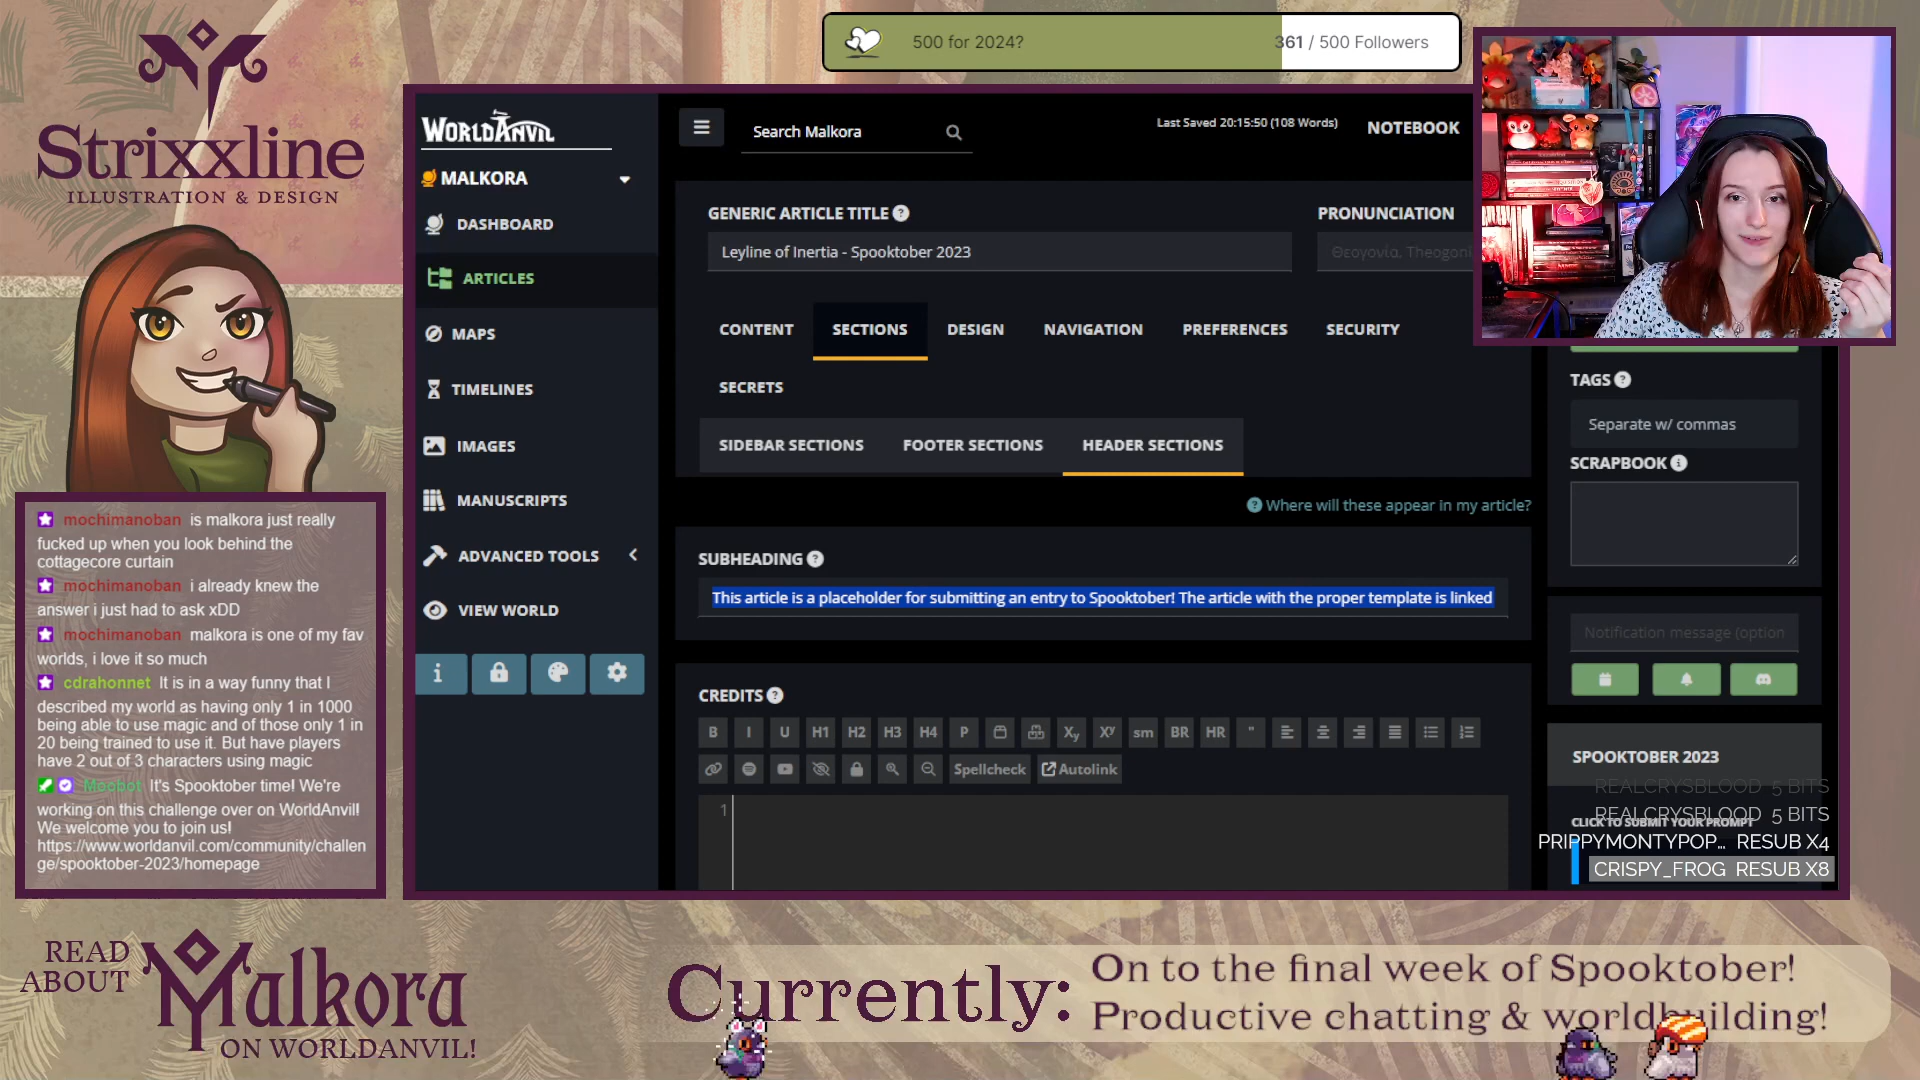 Strixxline
ILLUSTRATION & DESIGN
500 for 2024?
361 / 500 Followers
WORLDANVIL
MALKORA
DASHBOARD
ARTICLES
MAPS
TIMELINES
IMAGES
MANUSCRIPTS
ADVANCED TOOLS
VIEW WORLD
Search Malkora
Last Saved 20:15:50 (108 Words)
NOTEBOOK
GENERIC ARTICLE TITLE
PRONUNCIATION
Leyline of Inertia - Spooktober 2023
Θεογονία, Theogoni
CONTENT
SECTIONS
DESIGN
NAVIGATION
PREFERENCES
SECURITY
SECRETS
SIDEBAR SECTIONS
FOOTER SECTIONS
HEADER SECTIONS
Where will these appear in my article?
SUBHEADING
This article is a placeholder for submitting an entry to Spooktober! The article with the proper template is linked
CREDITS
B I U H1 H2 H3 H4 P Xy XY sm BR HR "
Spellcheck
Autolink
1
TAGS
Separate w/ commas
SCRAPBOOK
Notification message (option
SPOOKTOBER 2023
CLICK TO SUBMIT YOUR PROMPT
REALCRYSBLOOD 5 BITS
REALCRYSBLOOD 5 BITS
PRIPPYMONTYPOP... RESUB X4
CRISPY_FROG RESUB X8
mochimanoban is malkora just really
fucked up when you look behind the
cottagecore curtain
mochimanoban i already knew the
answer i just had to ask xDD
mochimanoban malkora is one of my fav
worlds, i love it so much
cdrahonnet It is in a way funny that I
described my world as having only 1 in 1000
being able to use magic and of those only 1 in
20 being trained to use it. But have players
have 2 out of 3 characters using magic
Moobot It's Spooktober time! We're
working on this challenge over on WorldAnvil!
We welcome you to join us!
https://www.worldanvil.com/community/challen
ge/spooktober-2023/homepage
READ
ABOUT
Malkora
ON WORLDANVIL!
Currently:
On to the final week of Spooktober!
Productive chatting & worldbuilding!